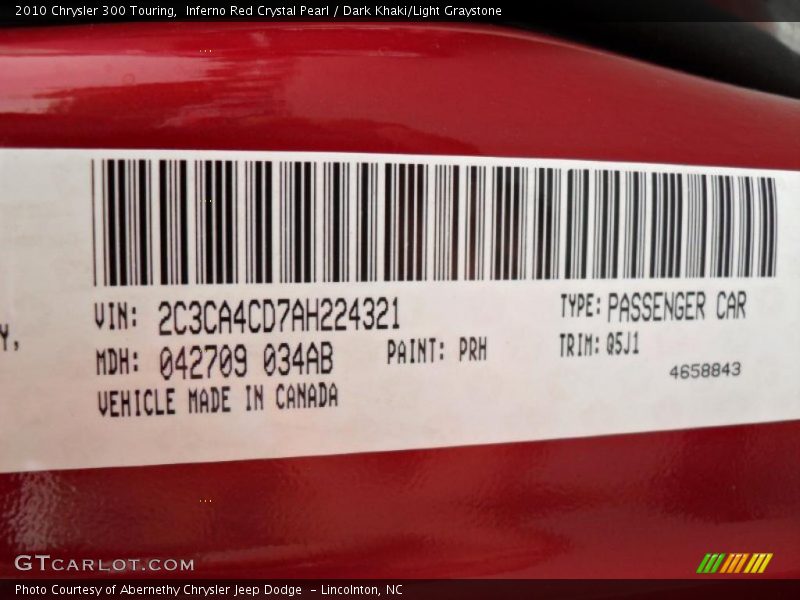 2010 Chrysler 300 Touring,  Inferno Red Crystal Pearl / Dark Khaki/Light Graystone
VIN: 2C3CA4CD7AH224321 TYPE: PASSENGER CAR
Y,
MDH: 042709 034AB PAINT: PRH TRIM: Q5J1
4658843
VEHICLE MADE IN CANADA
GTCARLOT.COM
Photo Courtesy of Abernethy Chrysler Jeep Dodge  – Lincolnton, NC